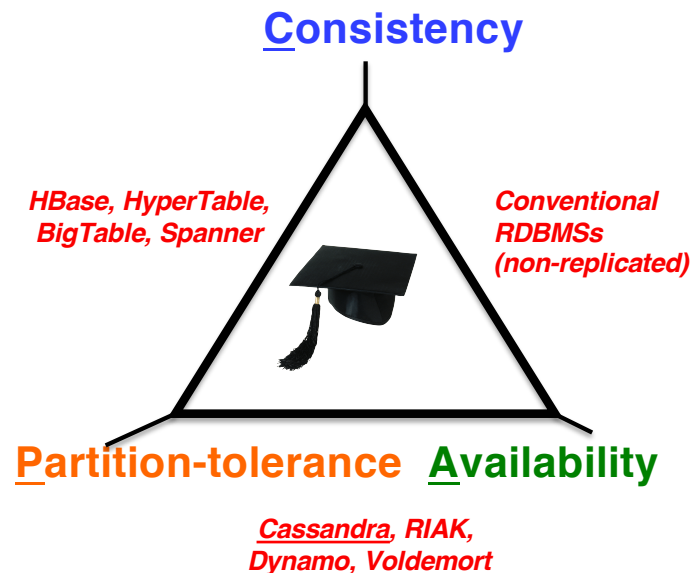 Consistency
HBase, HyperTable,
BigTable, Spanner
Conventional
RDBMSs
(non-replicated)
Partition-tolerance
Availability
Cassandra, RIAK,
Dynamo, Voldemort